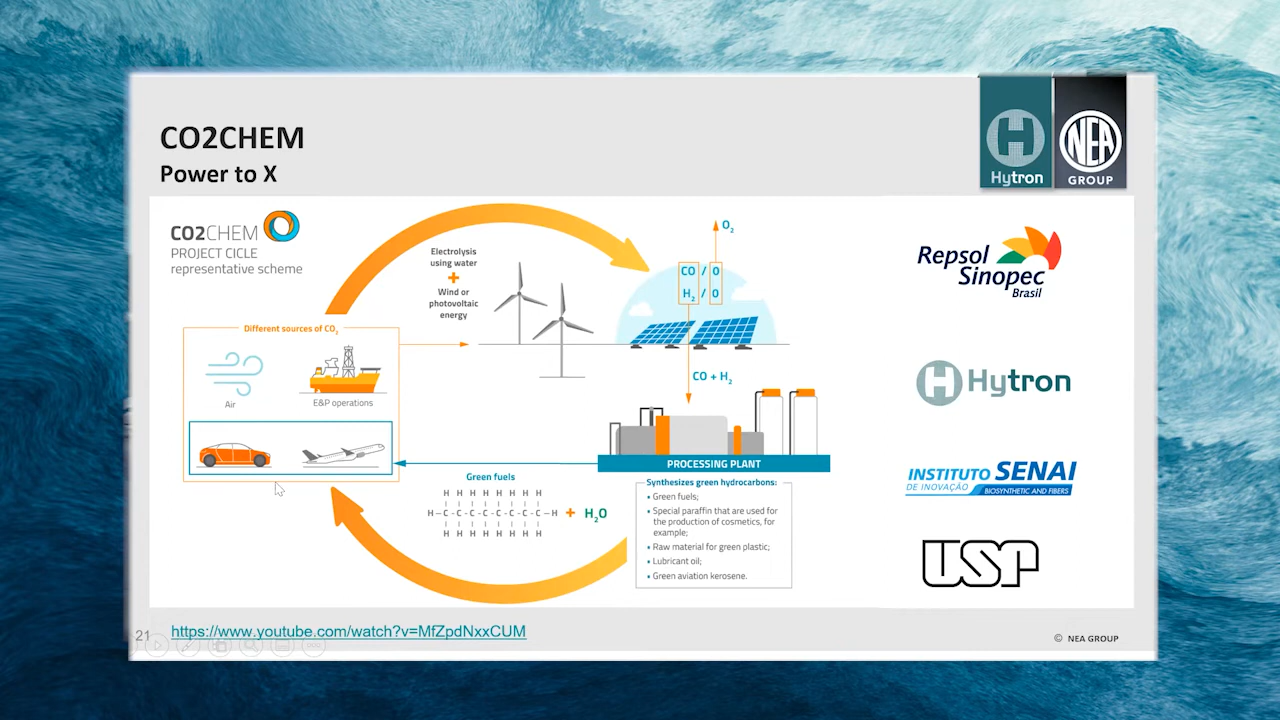 CO2CHEM
Power to X
Hytron
NEA
GROUP
CO2CHEM
PROJECT CICLE
representative scheme
Electrolysis
using water
+
Wind or
photovoltaic
energy
O₂
CO / O
H₂ / O
Different sources of CO₂
Air
E&P operations
CO + H₂
PROCESSING PLANT
Green fuels
H H H H H H H
H-C-C-C-C-C-C-C-H + H₂O
H H H H H H H
Synthesizes green hydrocarbons:
• Green fuels;
• Special paraffin that are used for
the production of cosmetics, for
example;
• Raw material for green plastic;
• Lubricant oil;
• Green aviation kerosene.
Repsol
Sinopec
Brasil
Hytron
INSTITUTO SENAI
DE INOVAÇÃO BIOSYNTHETIC AND FIBERS
USP
21
https://www.youtube.com/watch?v=MfZpdNxxCUM
© NEA GROUP